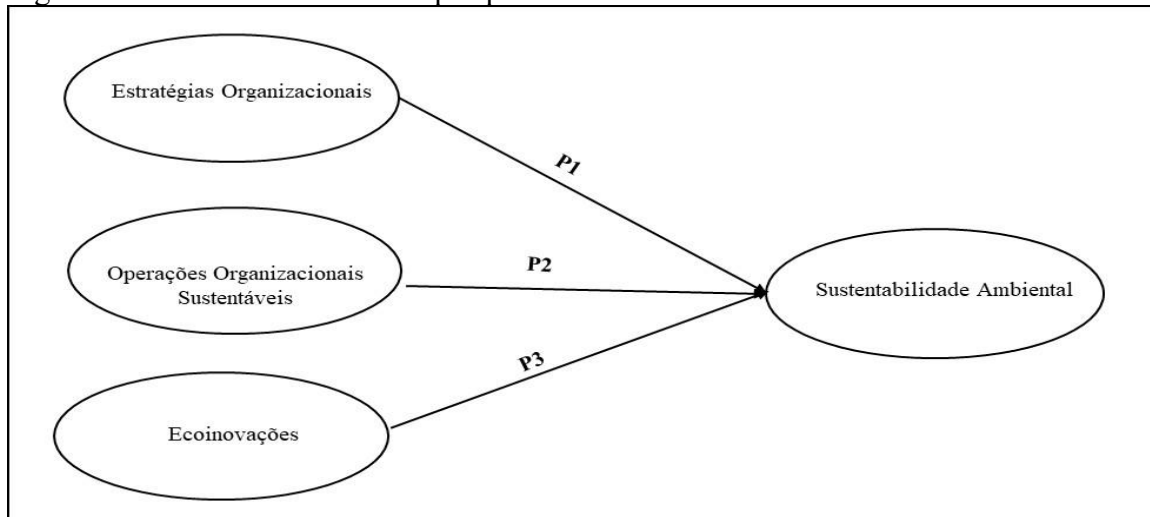 Estratégias Organizacionais
P1
Operações Organizacionais
Sustentáveis
P2
Sustentabilidade Ambiental
P3
Ecoinovações